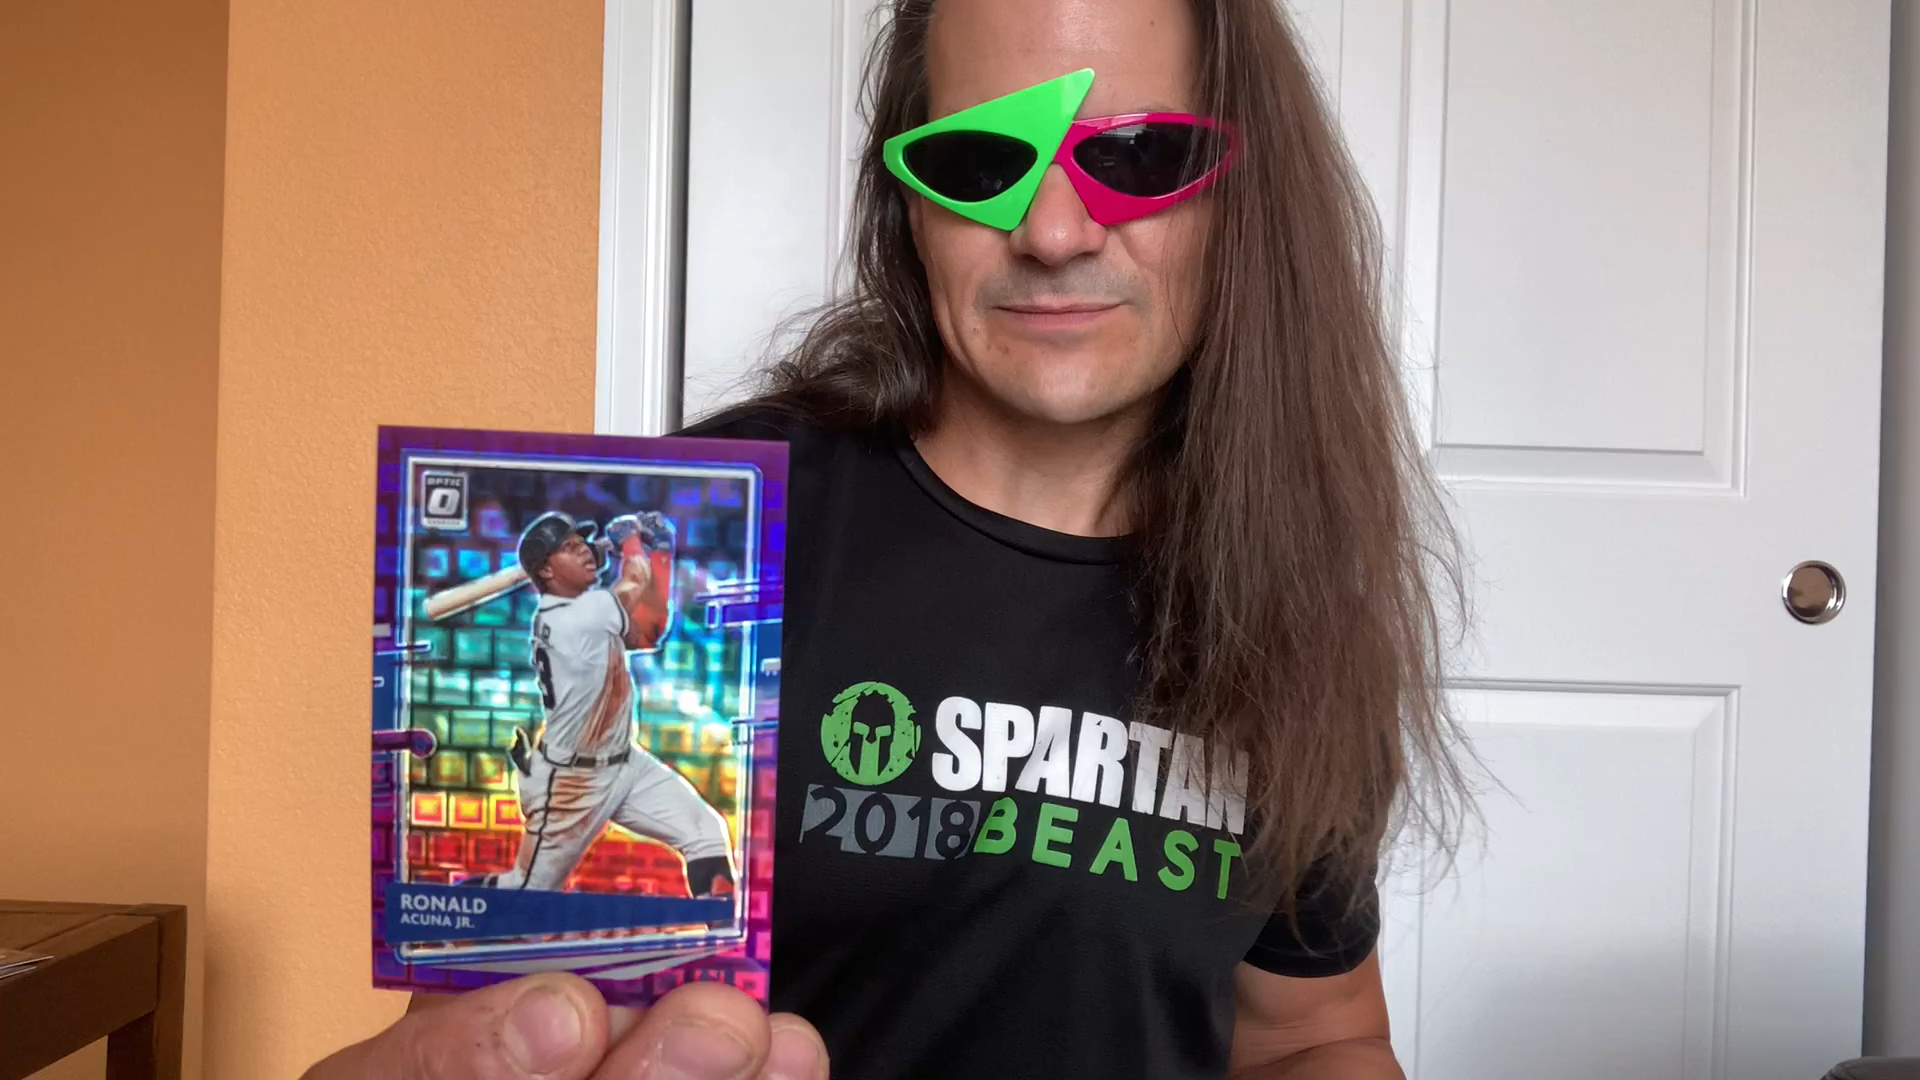 OPTIC
RONALD
ACUNA JR.
SPARTAN
2018 BEAST